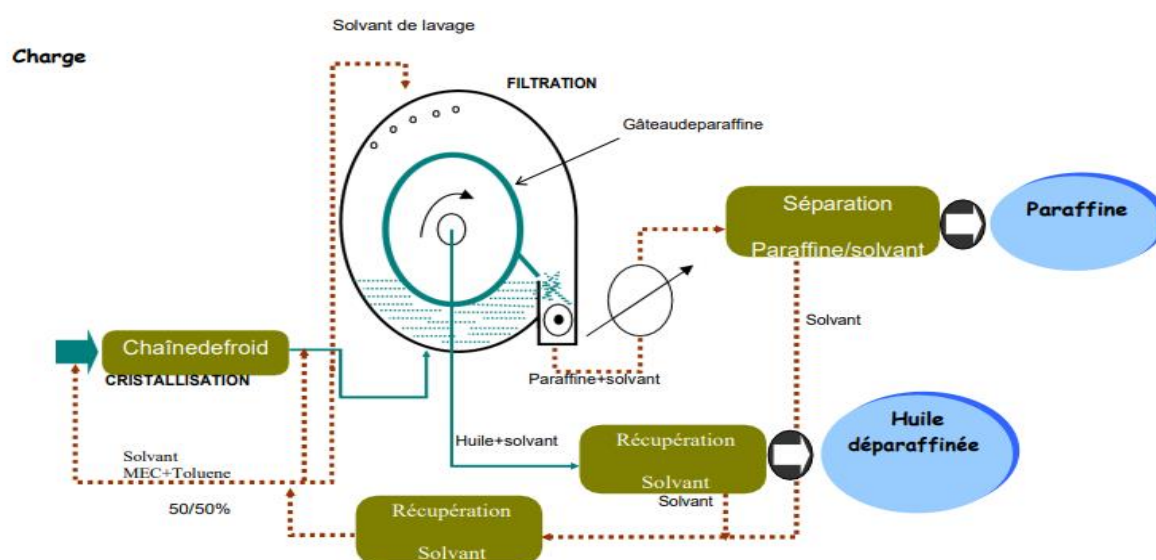 Solvant de lavage
Charge
FILTRATION
Gâteaudeparaffine
Séparation
Paraffine/solvant
Paraffine
Solvant
Chaînedefroid
CRISTALLISATION
Paraffine+solvant
Huile
déparaffinée
Huile+solvant
Récupération
Solvant
Solvant
MEC+Toluene
50/50%
Solvant
Récupération
Solvant